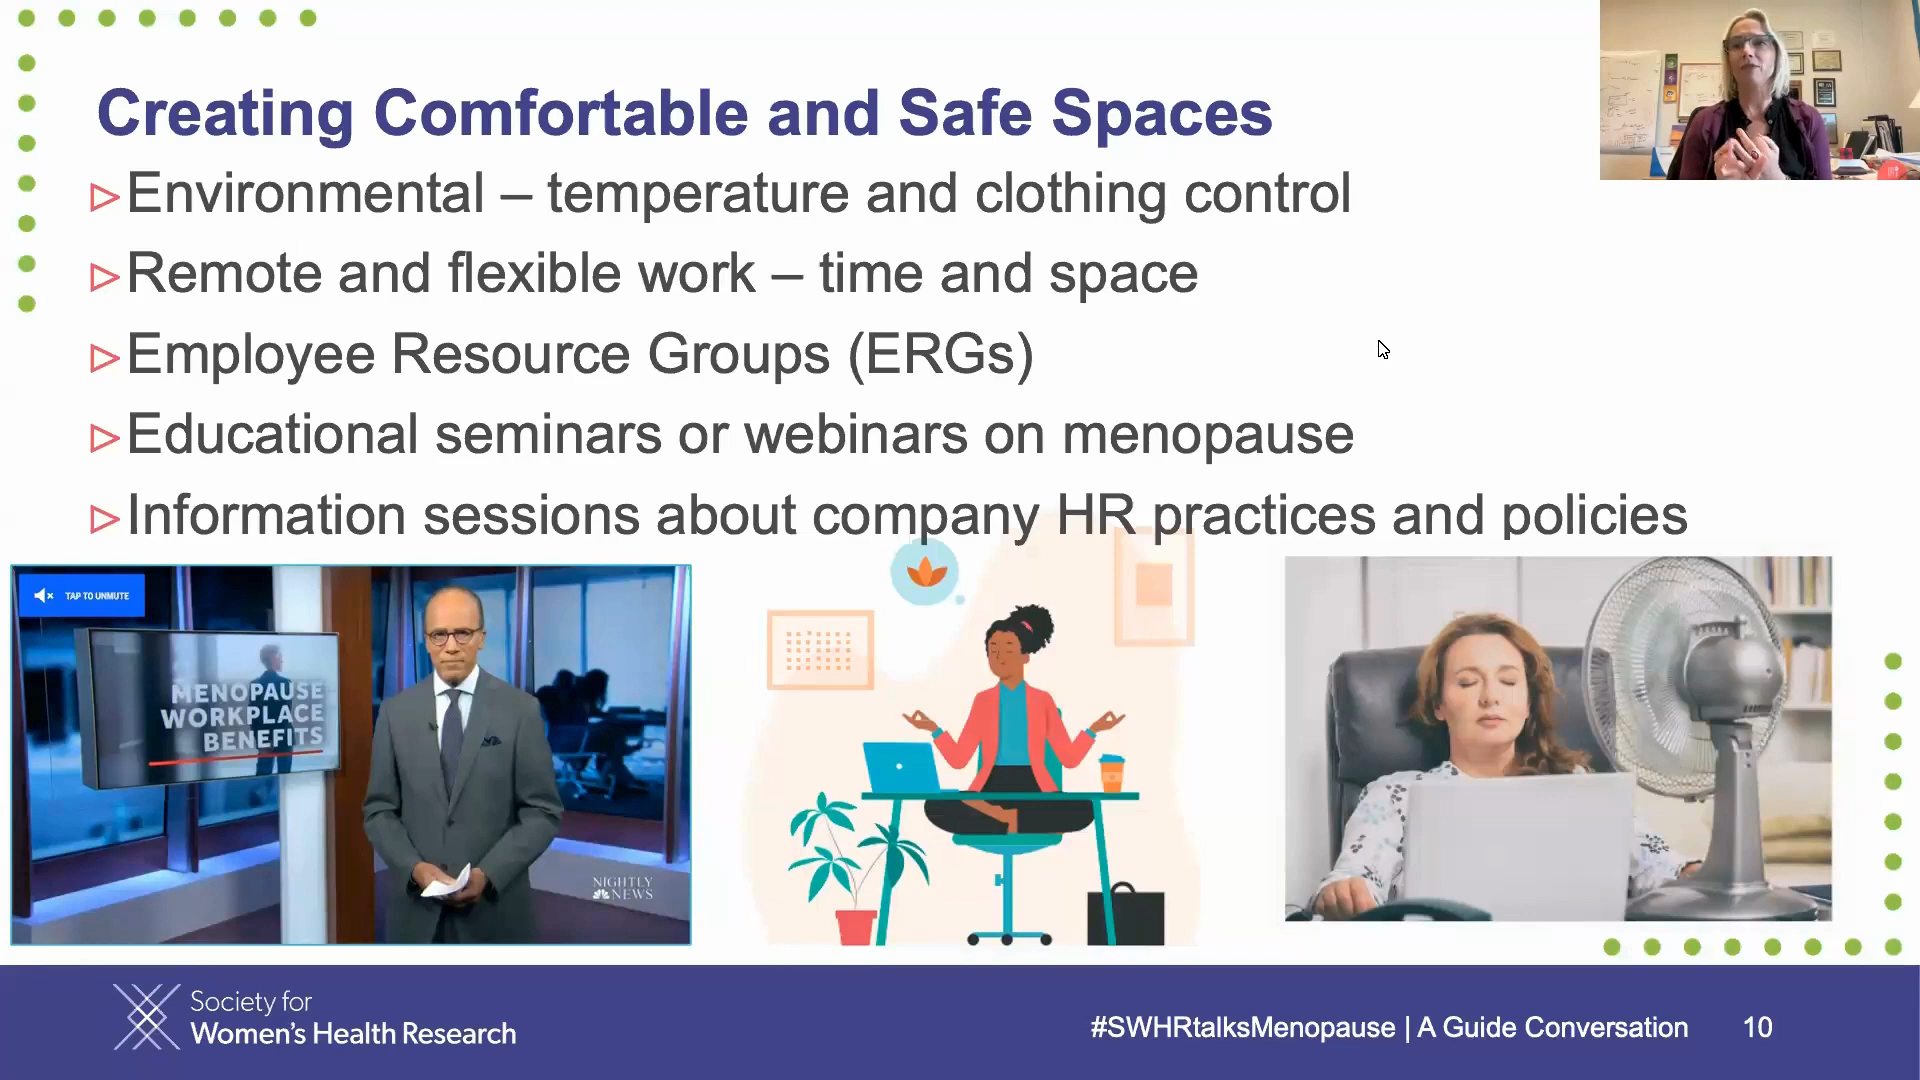 Creating Comfortable and Safe Spaces
Environmental – temperature and clothing control
Remote and flexible work – time and space
Employee Resource Groups (ERGs)
Educational seminars or webinars on menopause
Information sessions about company HR practices and policies
TAP TO UNMUTE
MENOPAUSE
WORKPLACE
BENEFITS
NIGHTLY
NEWS
Society for
Women's Health Research
#SWHRtalksMenopause | A Guide Conversation 10